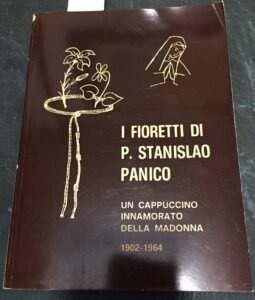 I FIORETTI DI
P. STANISLAO
PANICO
UN CAPPUCCINO
INNAMORATO
DELLA MADONNA
1902-1964